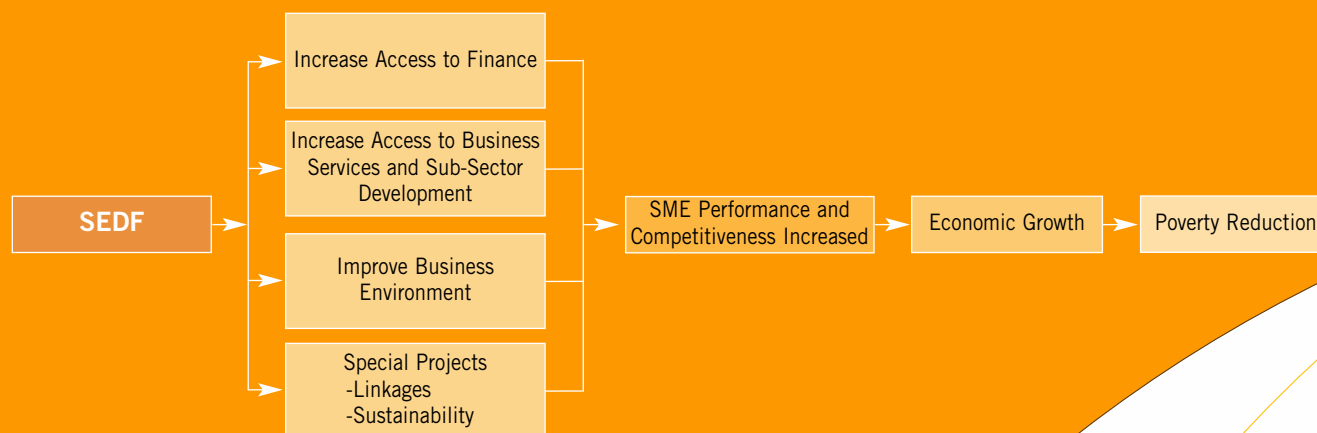 Increase Access to Finance
Increase Access to Business
Services and Sub-Sector
Development
SEDF
SME Performance and
Competitiveness Increased
Economic Growth
Poverty Reduction
Improve Business
Environment
Special Projects
-Linkages
-Sustainability